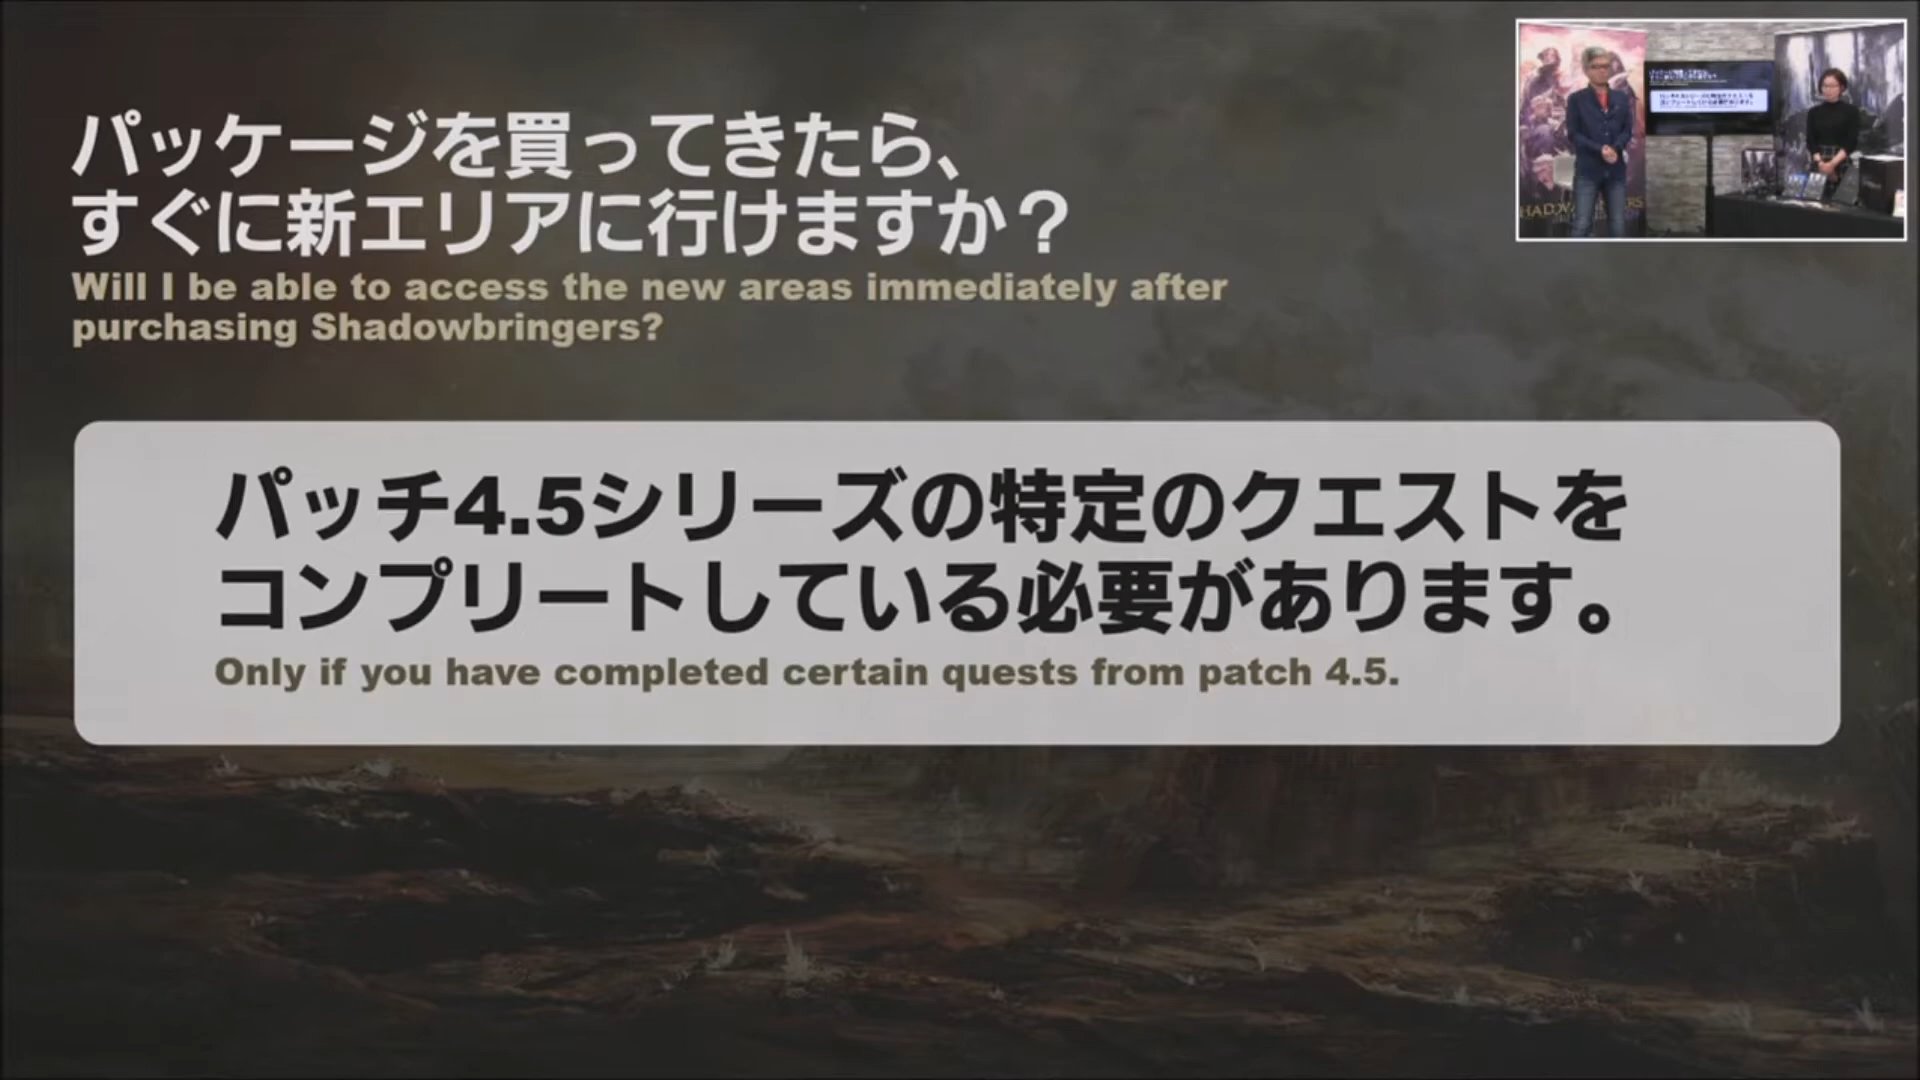 パッケージを買ってきたら、
すぐに新エリアに行けますか？
Will I be able to access the new areas immediately after
purchasing Shadowbringers?
パッチ4.5シリーズの特定のクエストを
コンプリートしている必要があります。
Only if you have completed certain quests from patch 4.5.